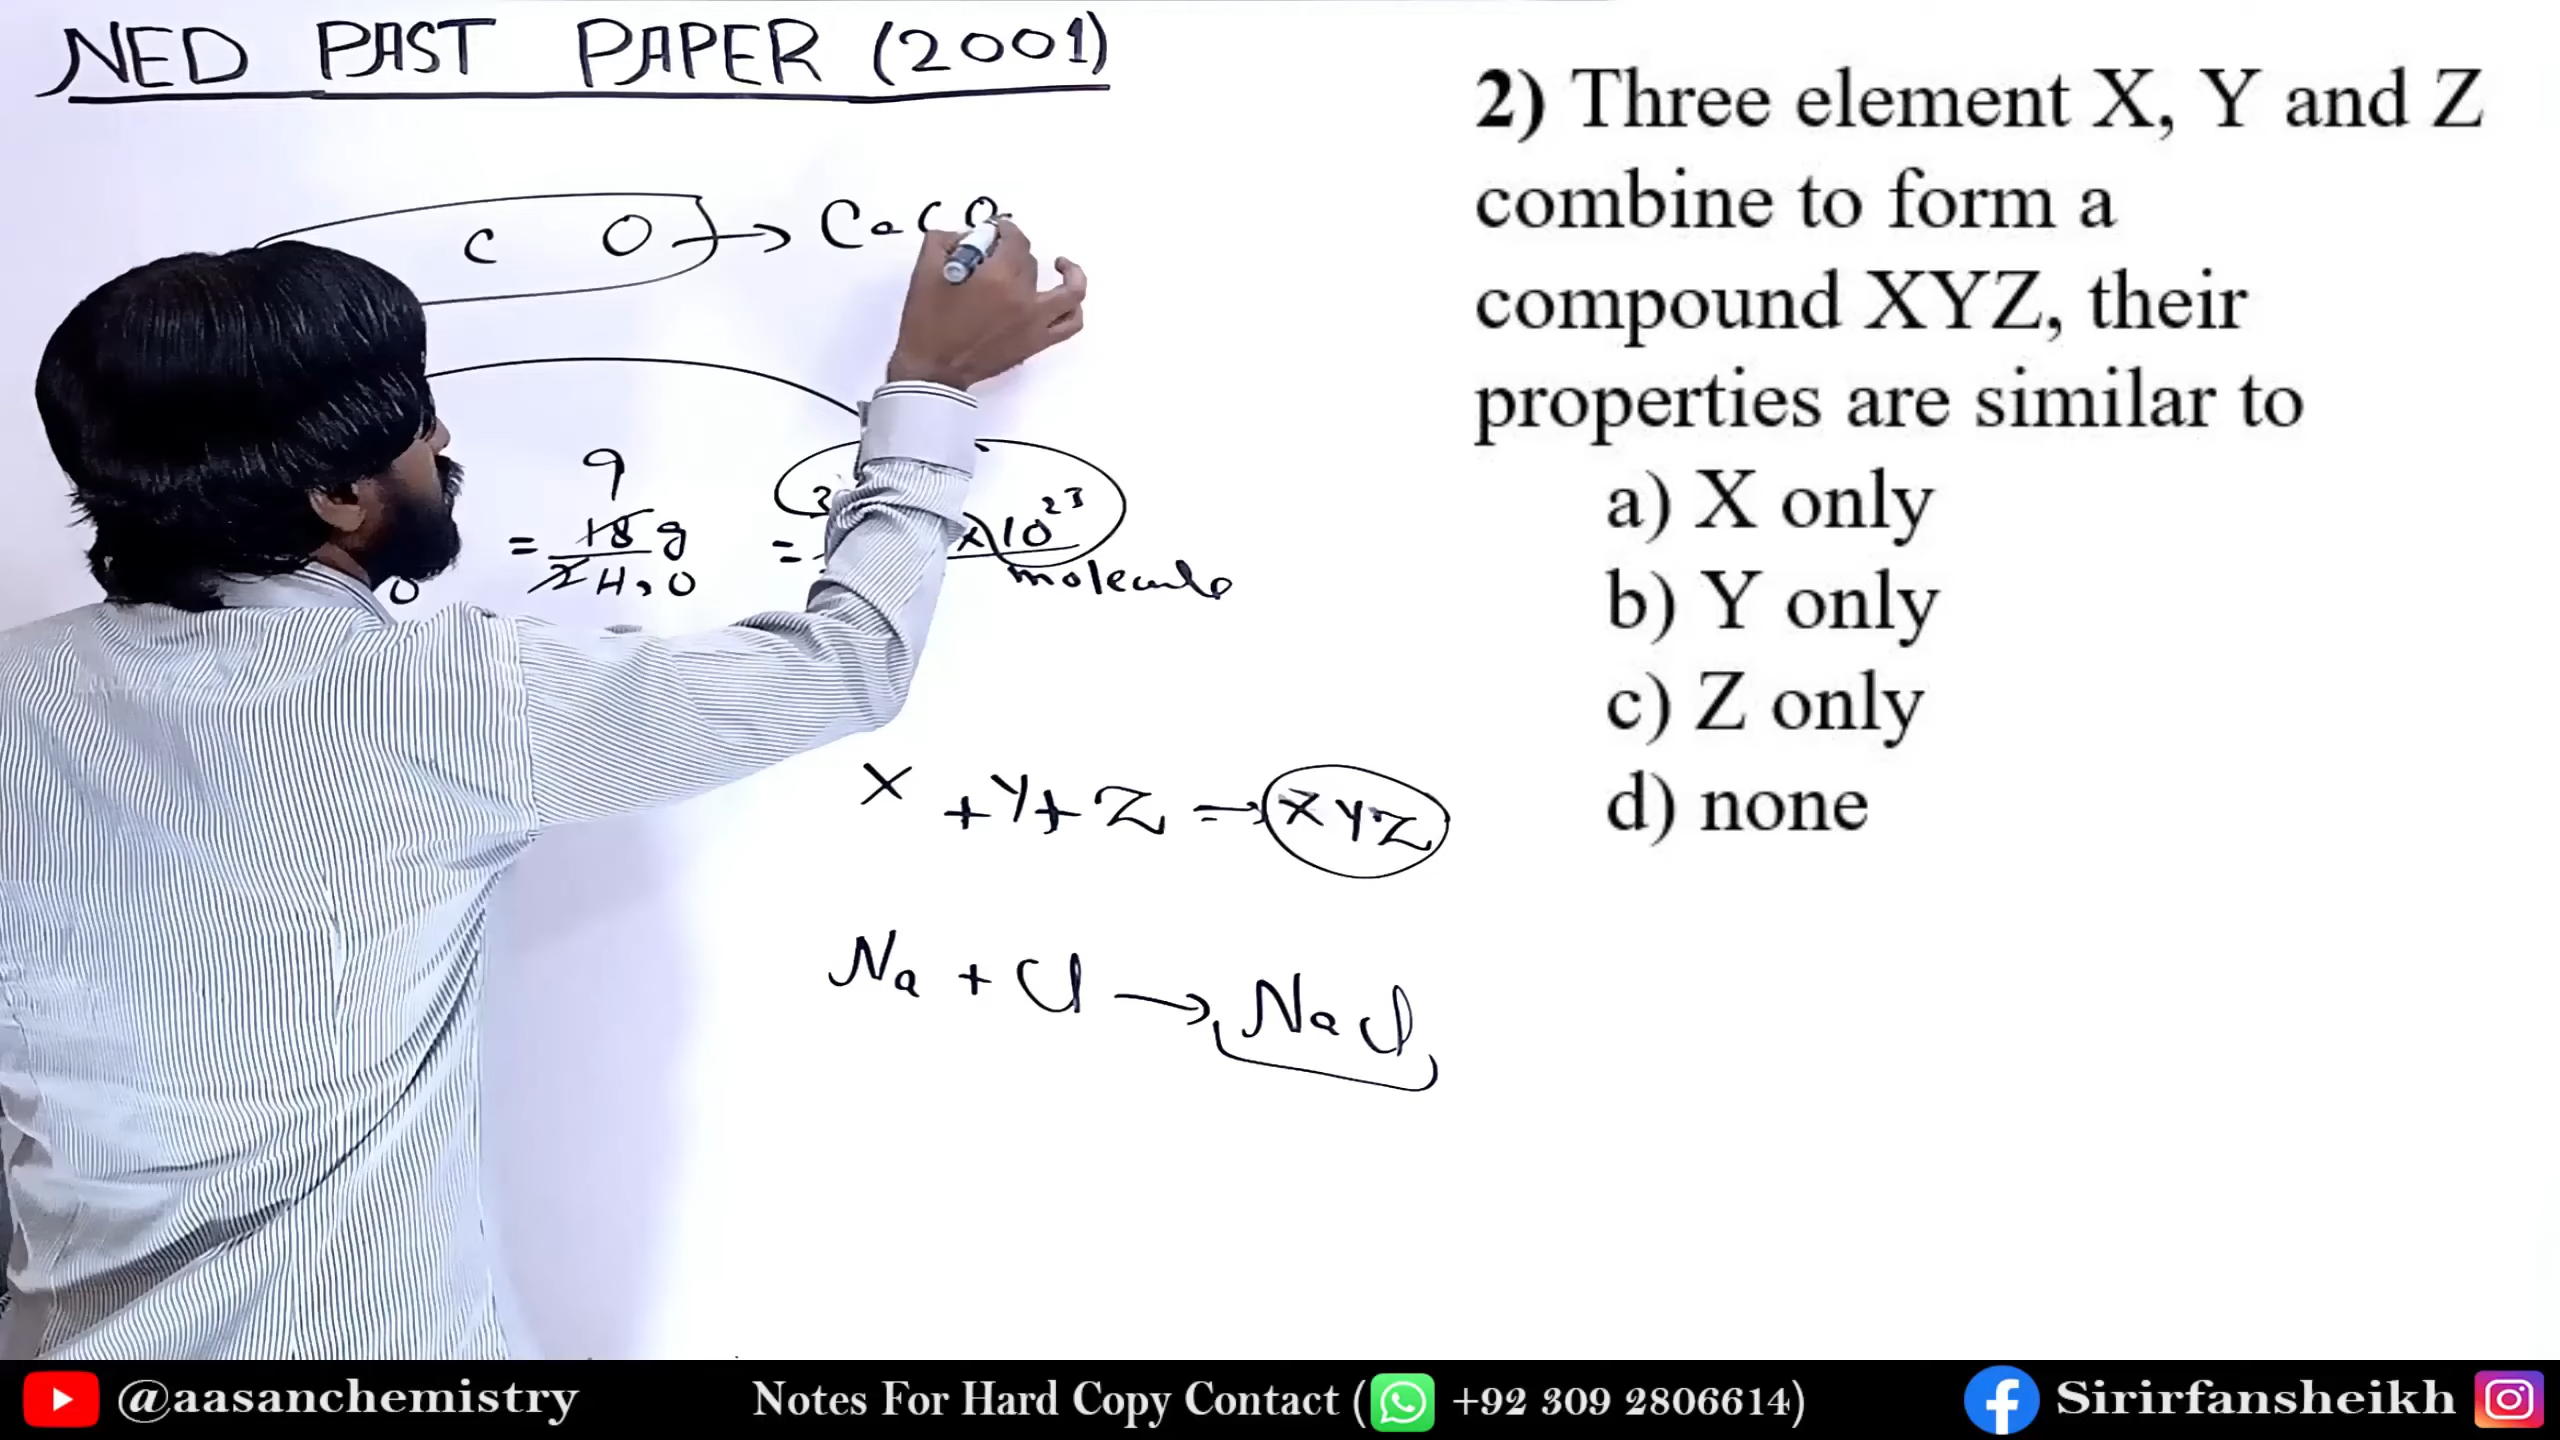 NED PAST PAPER (2001)
C O → CaCO
9
= 18 g = 3 x 10²³
2 H₂O molecule
O
X + Y + Z → XYZ
Na + Cl → NaCl
2) Three element X, Y and Z
combine to form a
compound XYZ, their
properties are similar to
a) X only
b) Y only
c) Z only
d) none
@aasanchemistry
Notes For Hard Copy Contact ( +92 309 2806614)
Sirirfansheikh